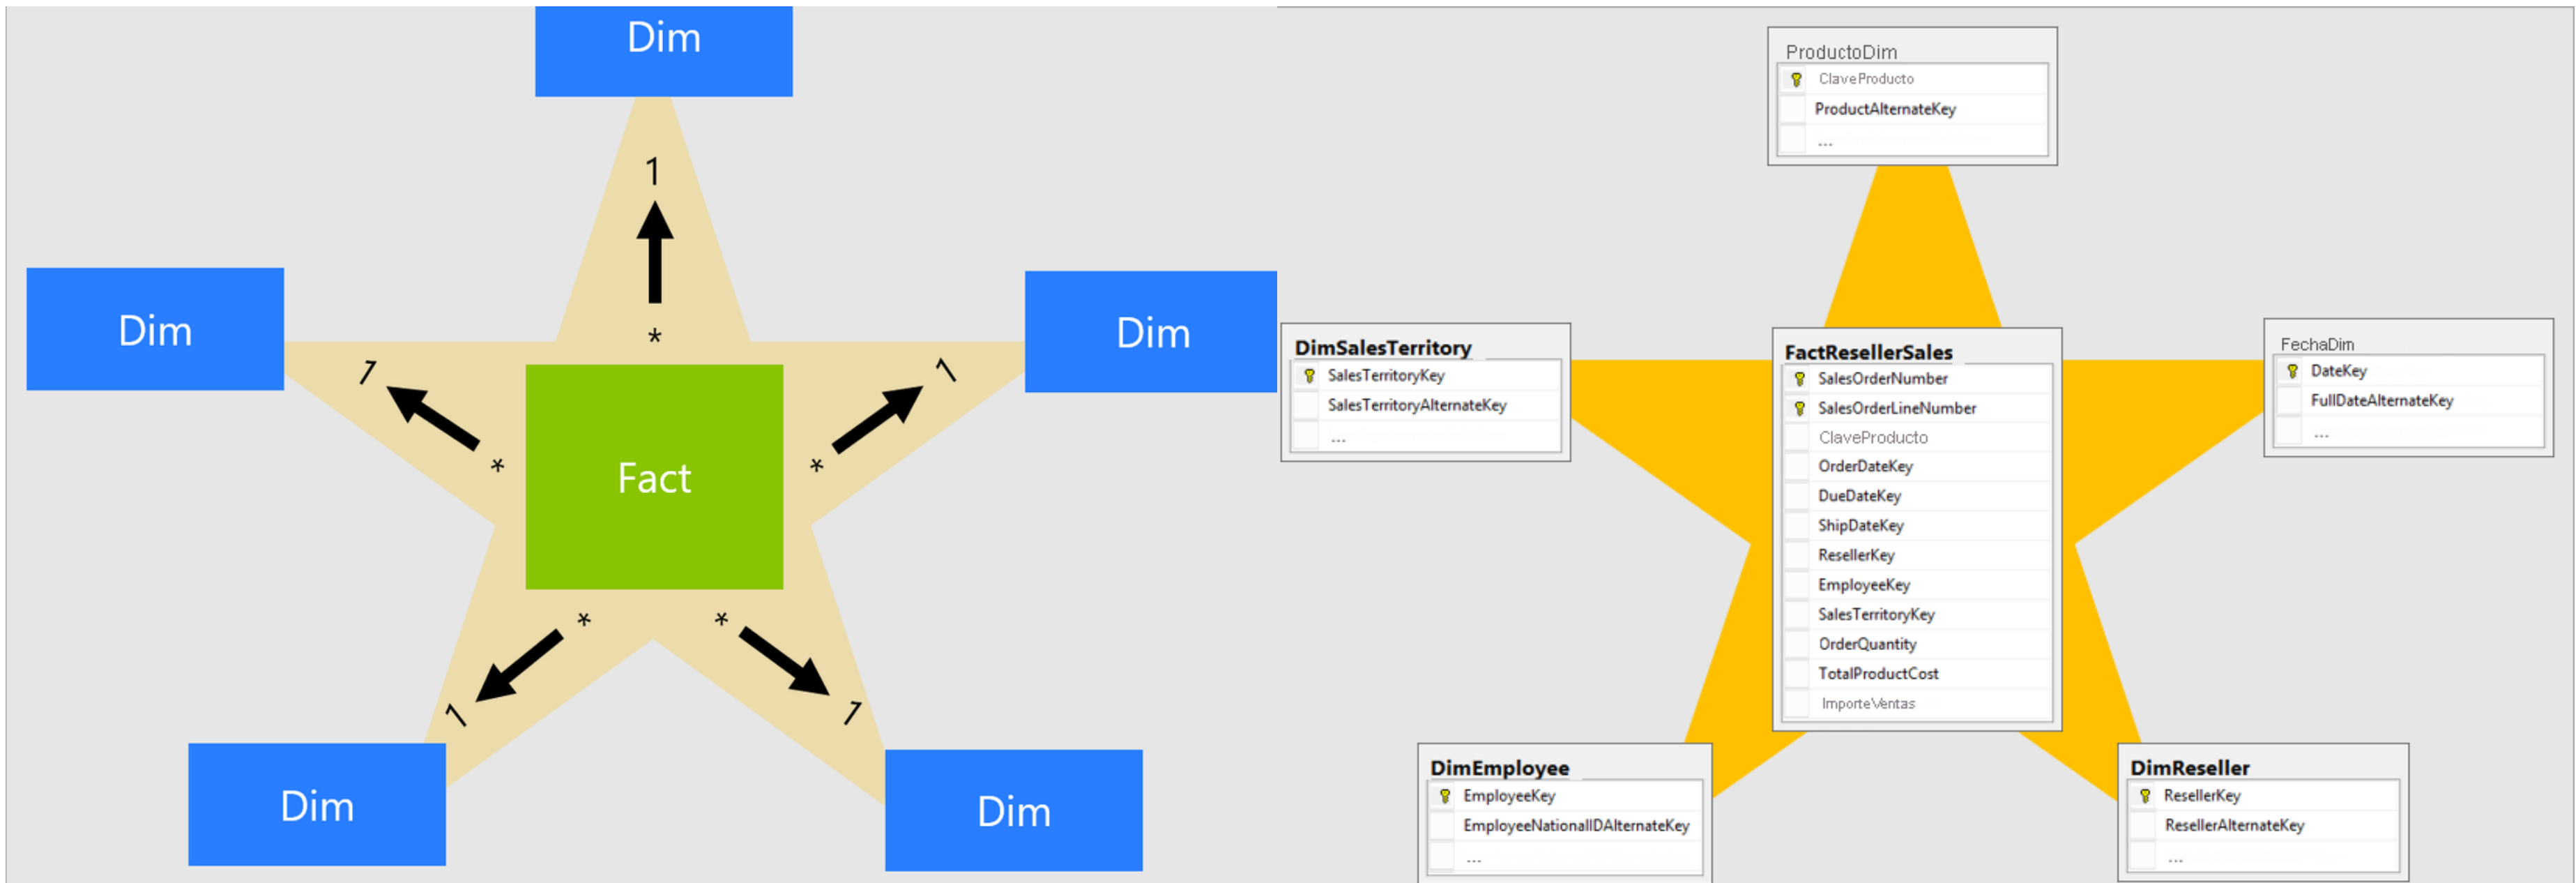 Dim
1
*
Dim
1
*
Dim
1
*
Fact
*
1
Dim
*
1
Dim
ProductoDim
ClaveProducto
ProductAlternateKey
...
DimSalesTerritory
SalesTerritoryKey
SalesTerritoryAlternateKey
...
FactResellerSales
SalesOrderNumber
SalesOrderLineNumber
ClaveProducto
OrderDateKey
DueDateKey
ShipDateKey
ResellerKey
EmployeeKey
SalesTerritoryKey
OrderQuantity
TotalProductCost
ImporteVentas
FechaDim
DateKey
FullDateAlternateKey
...
DimEmployee
EmployeeKey
EmployeeNationalIDAlternateKey
...
DimReseller
ResellerKey
ResellerAlternateKey
...